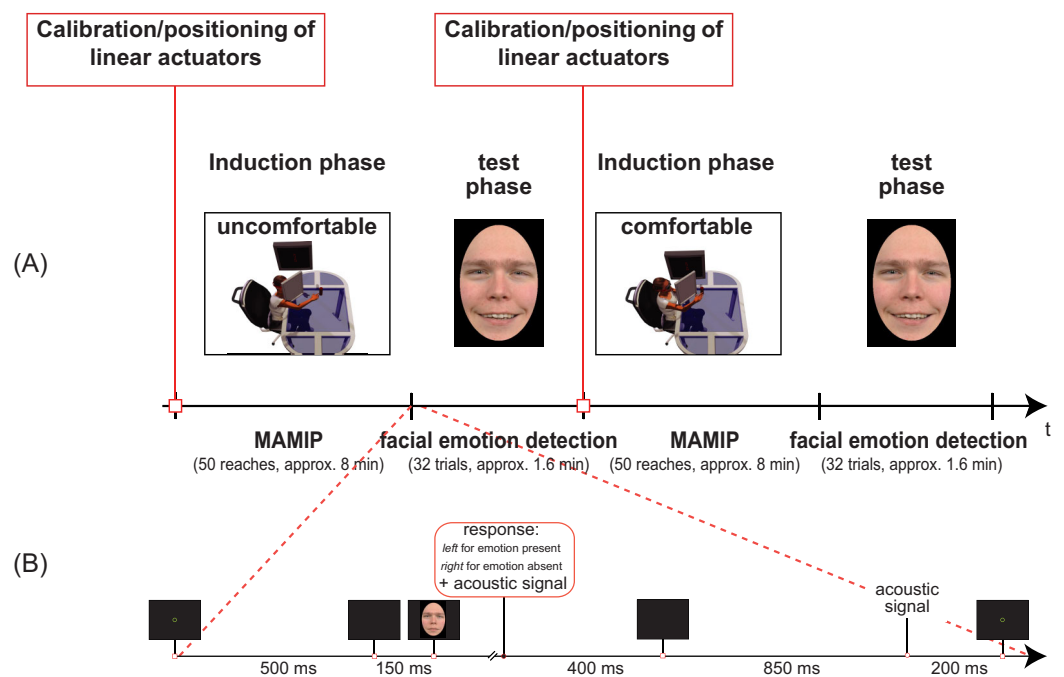 Calibration/positioning of
linear actuators
Calibration/positioning of
linear actuators
Induction phase
test
phase
Induction phase
test
phase
uncomfortable
comfortable
(A)
t
MAMIP
(50 reaches, approx. 8 min)
facial emotion detection
(32 trials, approx. 1.6 min)
MAMIP
(50 reaches, approx. 8 min)
facial emotion detection
(32 trials, approx. 1.6 min)
(B)
response:
left for emotion present
right for emotion absent
+ acoustic signal
acoustic
signal
500 ms
150 ms
400 ms
850 ms
200 ms